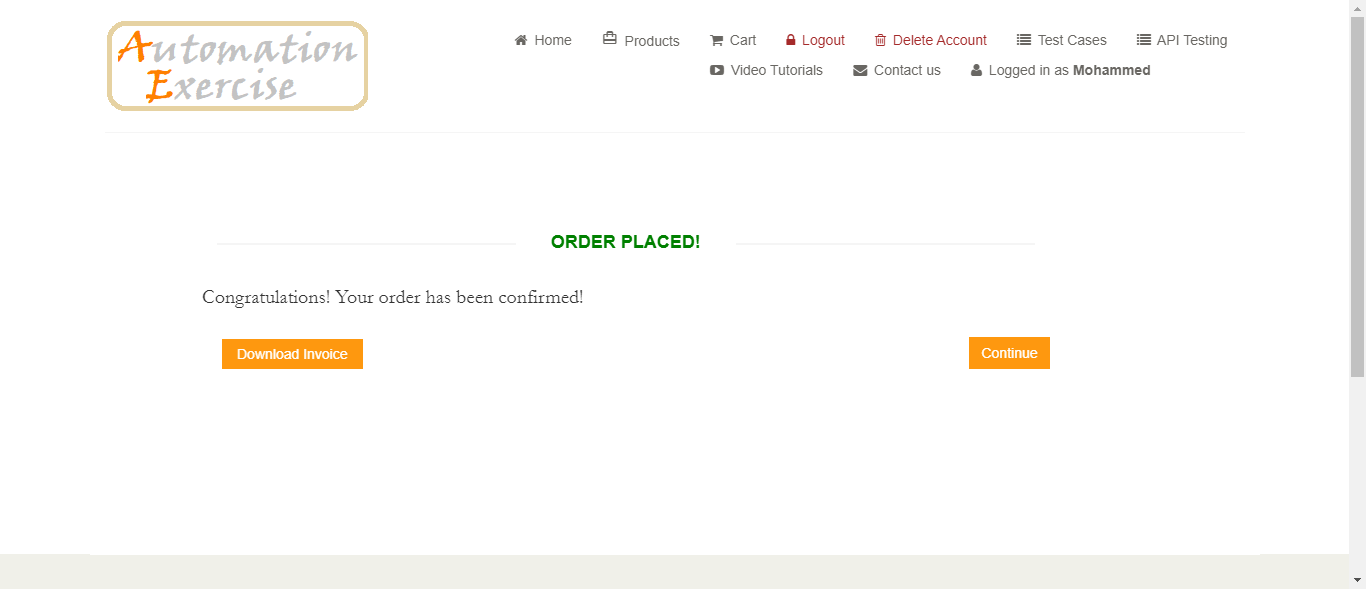 Automation
Exercise
Home Products Cart Logout Delete Account Test Cases API Testing
Video Tutorials Contact us Logged in as Mohammed
ORDER PLACED!
Congratulations! Your order has been confirmed!
Download Invoice Continue